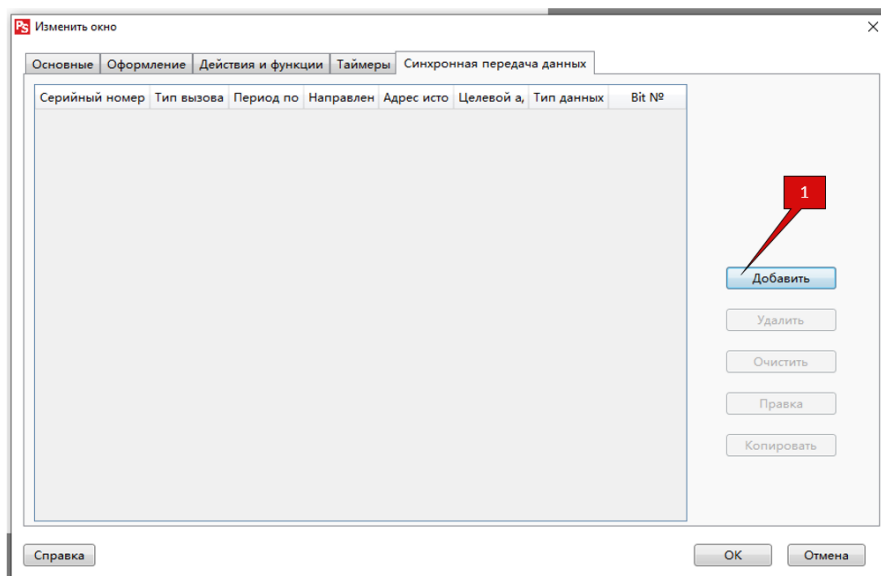 PS Изменить окно
Основные Оформление Действия и функции Таймеры Синхронная передача данных
Серийный номер Тип вызова Период по Направлен Адрес исто Целевой а, Тип данных Bit №
1
Добавить
Удалить
Очистить
Правка
Копировать
Справка OK Отмена